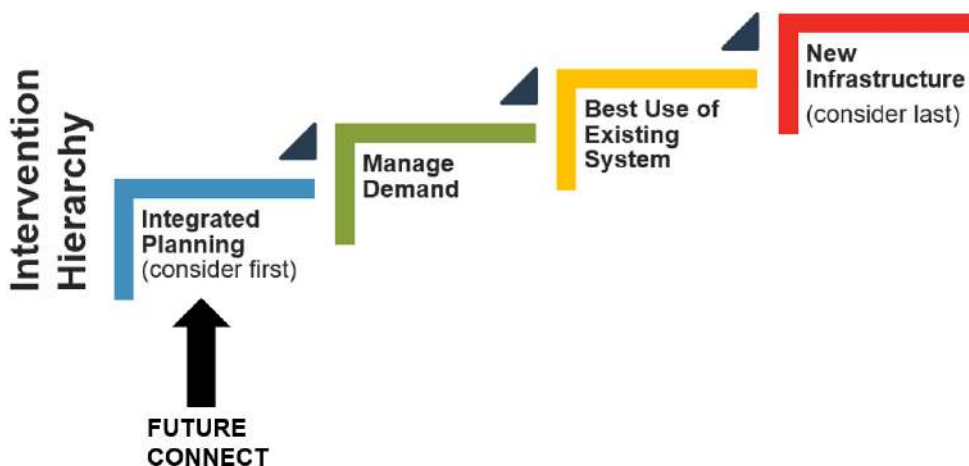 Intervention
Hierarchy
Integrated
Planning
(consider first)
Manage
Demand
Best Use of
Existing
System
New
Infrastructure
(consider last)
FUTURE
CONNECT